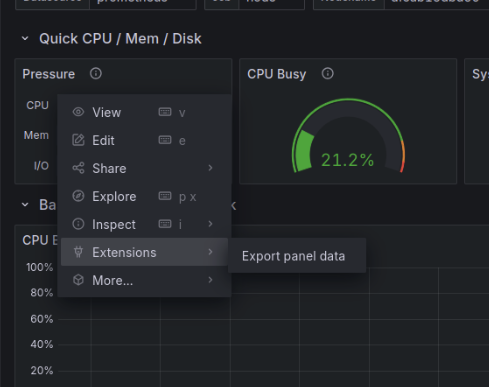 prometheus
Quick CPU / Mem / Disk
Pressure
CPU Busy
Sy
CPU
Mem
I/O
View v
Edit e
Share
Explore p x
Inspect i
Extensions
More...
Export panel data
21.2%
Ba k
CPU B
100%
80%
60%
40%
20%